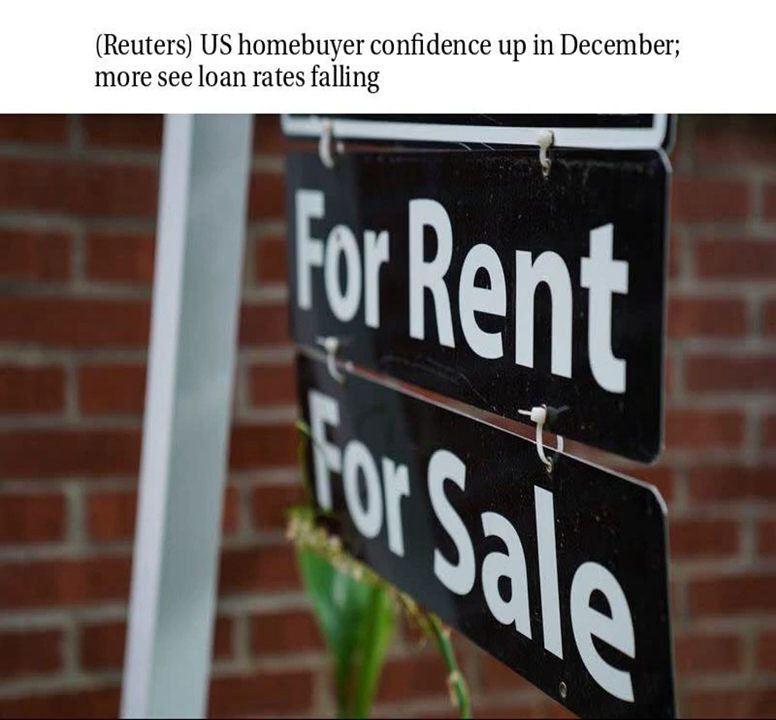 (Reuters) US homebuyer confidence up in December;
more see loan rates falling
For Rent
For Sale